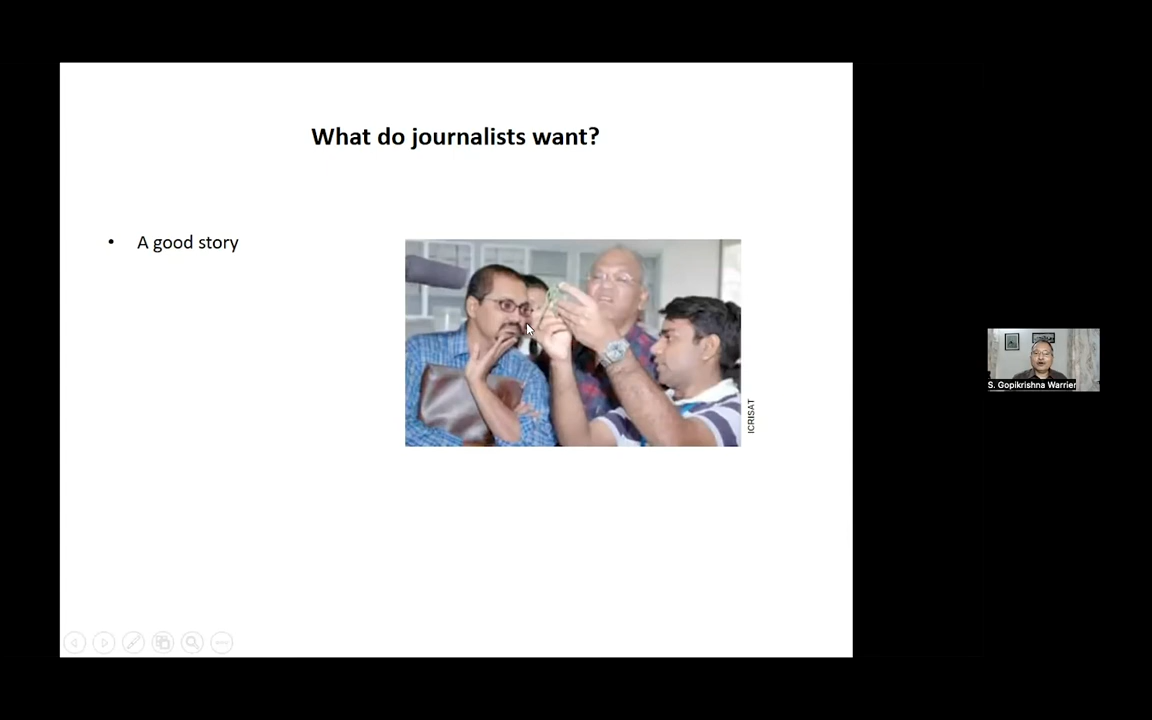 What do journalists want?
• A good story
ICRISAT
S. Gopikrishna Warrier